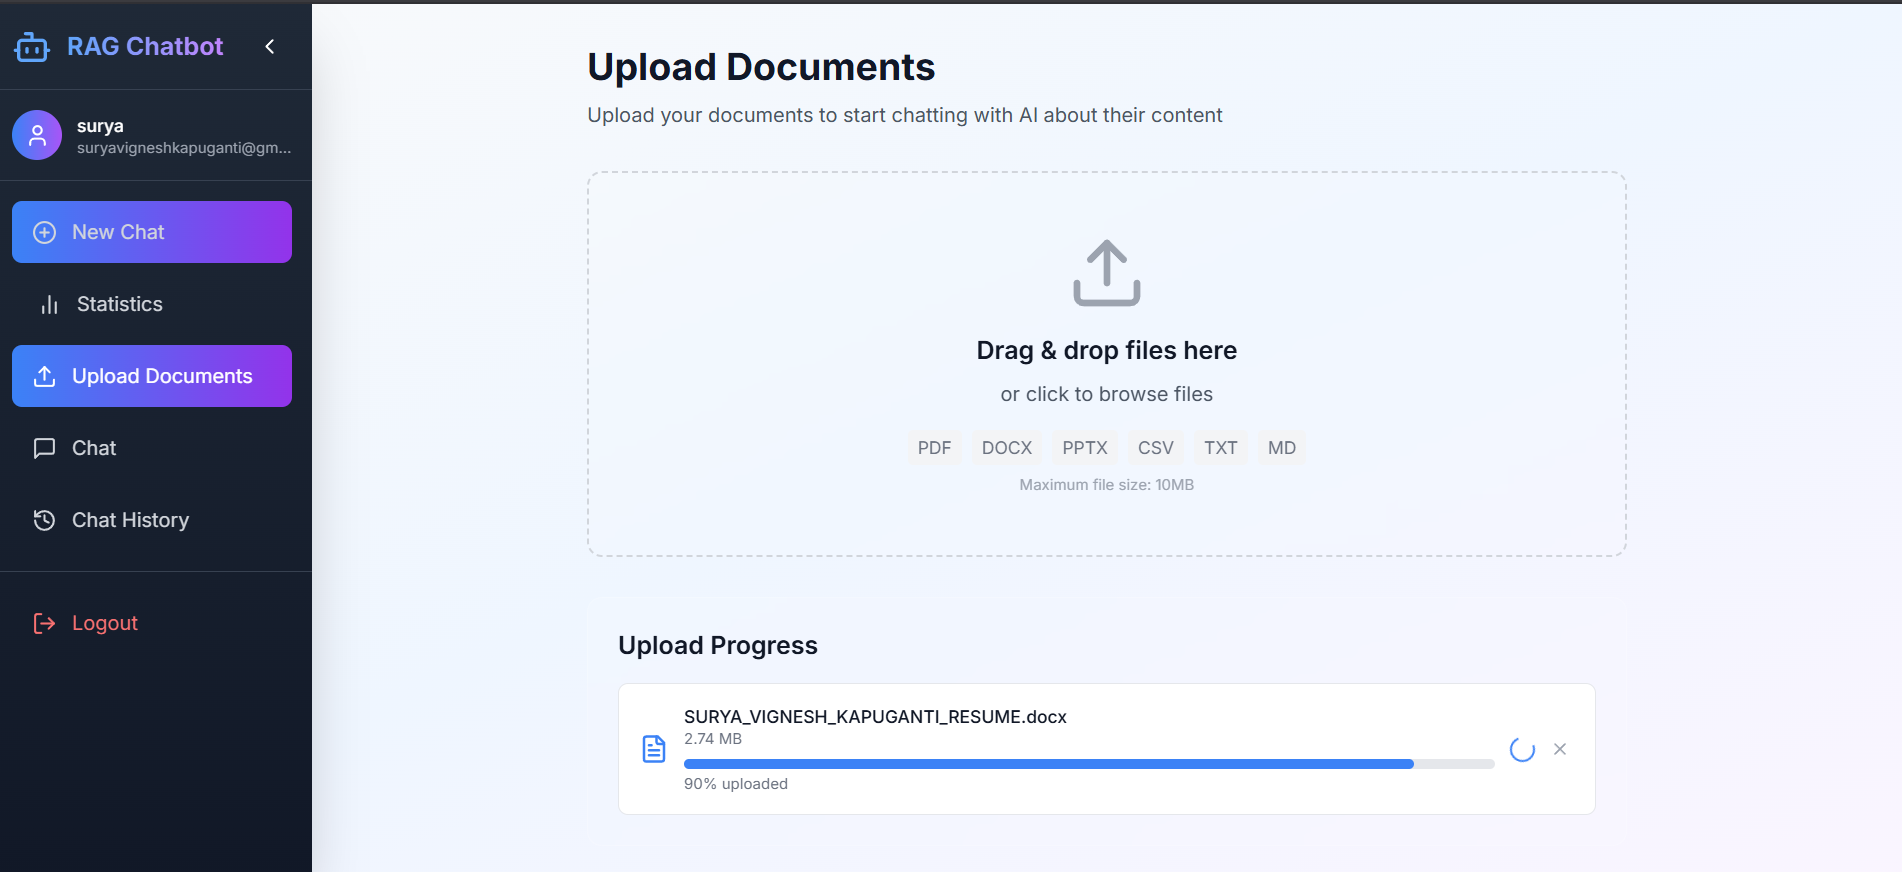 RAG Chatbot
surya
suryavigneshkapuganti@gm...
New Chat
Statistics
Upload Documents
Chat
Chat History
Logout
Upload Documents
Upload your documents to start chatting with AI about their content
Drag & drop files here
or click to browse files
PDF DOCX PPTX CSV TXT MD
Maximum file size: 10MB
Upload Progress
SURYA_VIGNESH_KAPUGANTI_RESUME.docx
2.74 MB
90% uploaded